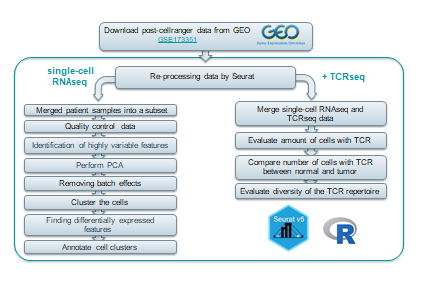 Download post-cellranger data from GEO
GSE173351
GEO
Gene Expression Omnibus
Re-processing data by Seurat
single-cell
RNAseq
Merged patient samples into a subset
Quality control data
Identification of highly variable features
Perform PCA
Removing batch effects
Cluster the cells
Finding differentially expressed
features
Annotate cell clusters
+ TCRseq
Merge single-cell RNAseq and
TCRseq data
Evaluate amount of cells with TCR
Compare number of cells with TCR
between normal and tumor
Evaluate diversity of the TCR repertoire
Seurat v5
R